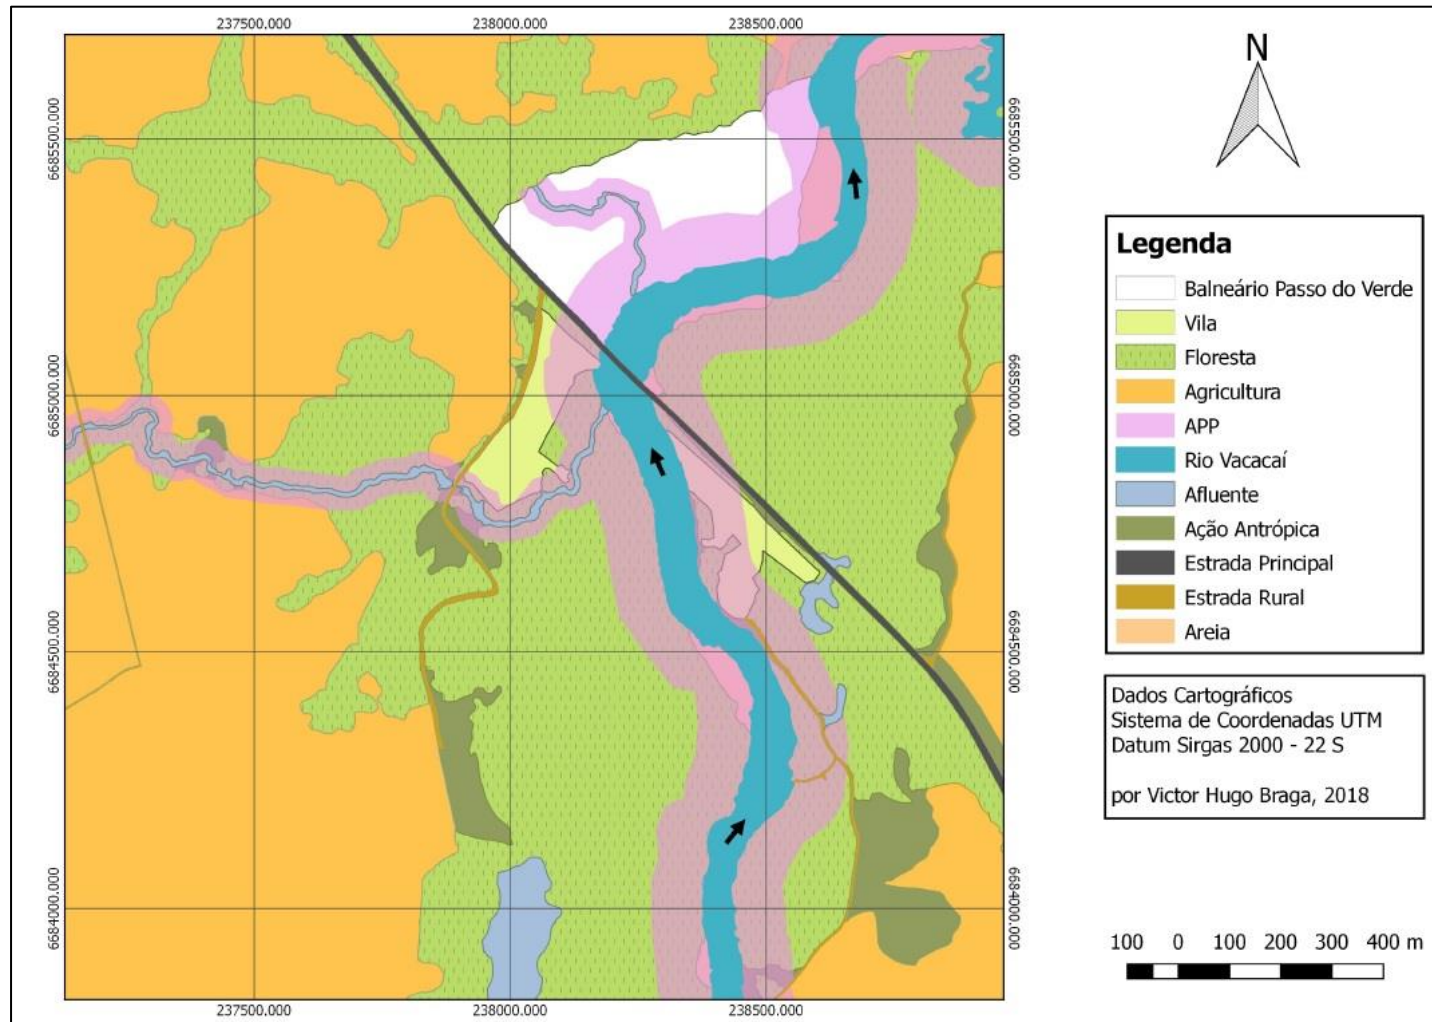 237500.000
238000.000
238500.000
N
6685500.000
6685500.000
Legenda
Balneário Passo do Verde
Vila
Floresta
Agricultura
APP
Rio Vacacaí
Afluente
Ação Antrópica
Estrada Principal
Estrada Rural
Areia
6685000.000
6685000.000
6684500.000
6684500.000
Dados Cartográficos
Sistema de Coordenadas UTM
Datum Sirgas 2000 - 22 S
por Victor Hugo Braga, 2018
6684000.000
6684000.000
100 0 100 200 300 400 m
237500.000
238000.000
238500.000